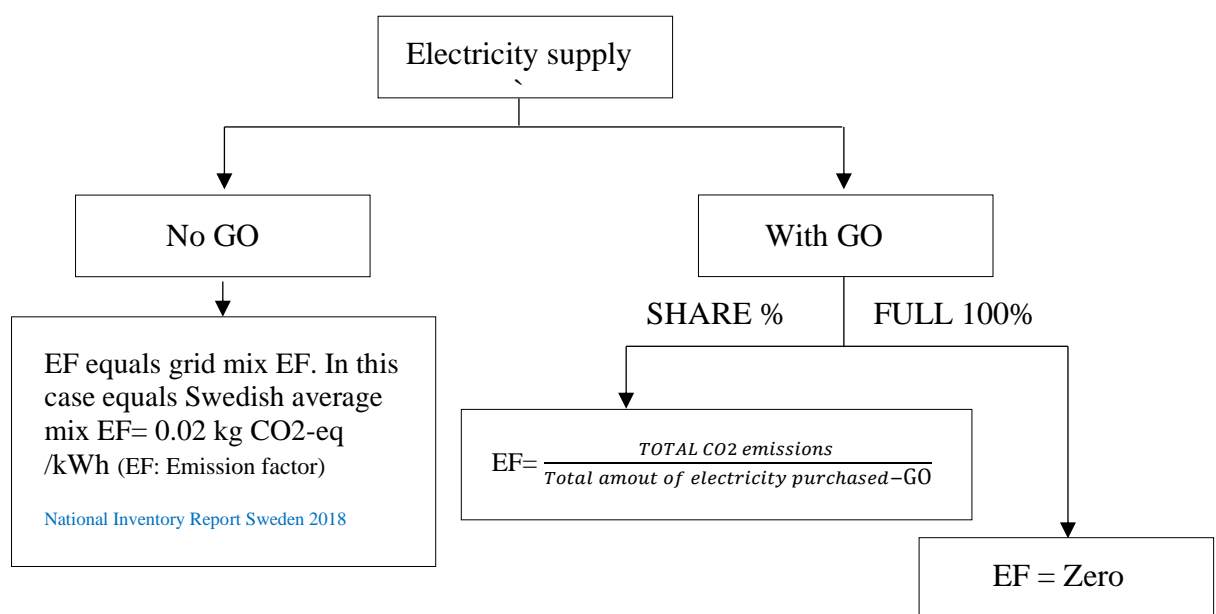 Electricity supply
`
No GO
With GO
SHARE %
FULL 100%
EF equals grid mix EF. In this
case equals Swedish average
mix EF= 0.02 kg CO2-eq
/kWh (EF: Emission factor)
National Inventory Report Sweden 2018
EF= TOTAL CO2 emissions
Total amout of electricity purchased−GO
EF = Zero